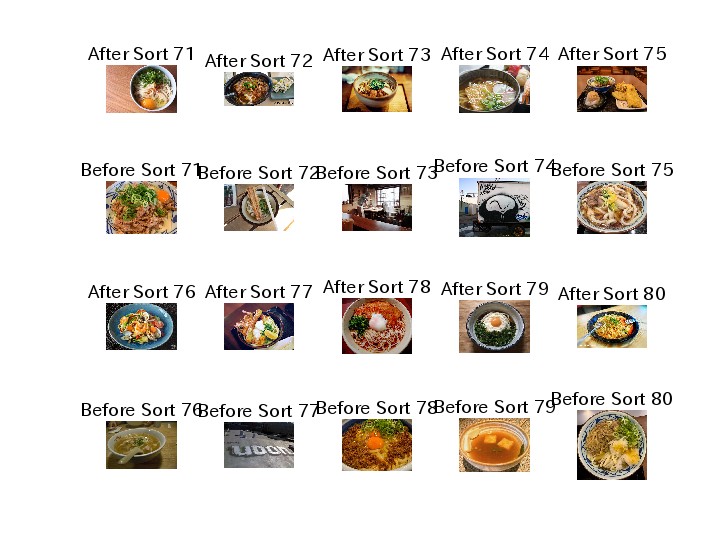 After Sort 71
After Sort 72
After Sort 73
After Sort 74
After Sort 75
Before Sort 71
Before Sort 72
Before Sort 73
Before Sort 74
Before Sort 75
After Sort 76
After Sort 77
After Sort 78
After Sort 79
After Sort 80
Before Sort 76
Before Sort 77
Before Sort 78
Before Sort 79
Before Sort 80
UDON